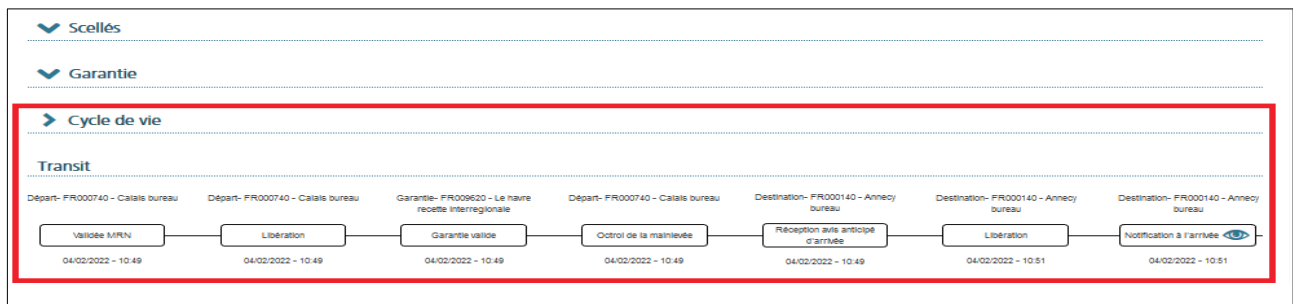 Scellés
Garantie
Cycle de vie
Transit
Départ- FR000740 - Calais bureau
Départ- FR000740 - Calais bureau
Garantie- FR009620 - Le havre
recette interregionale
Départ- FR000740 - Calais bureau
Destination- FR000140 - Annecy
bureau
Destination- FR000140 - Annecy
bureau
Destination- FR000140 - Annecy
bureau
Validée MRN
Libération
Garantie valide
Octroi de la mainlevée
Réception avis anticipé
d'arrivée
Libération
Notification à l'arrivée
04/02/2022 - 10:49
04/02/2022 - 10:49
04/02/2022 - 10:49
04/02/2022 - 10:49
04/02/2022 - 10:49
04/02/2022 - 10:51
04/02/2022 - 10:51